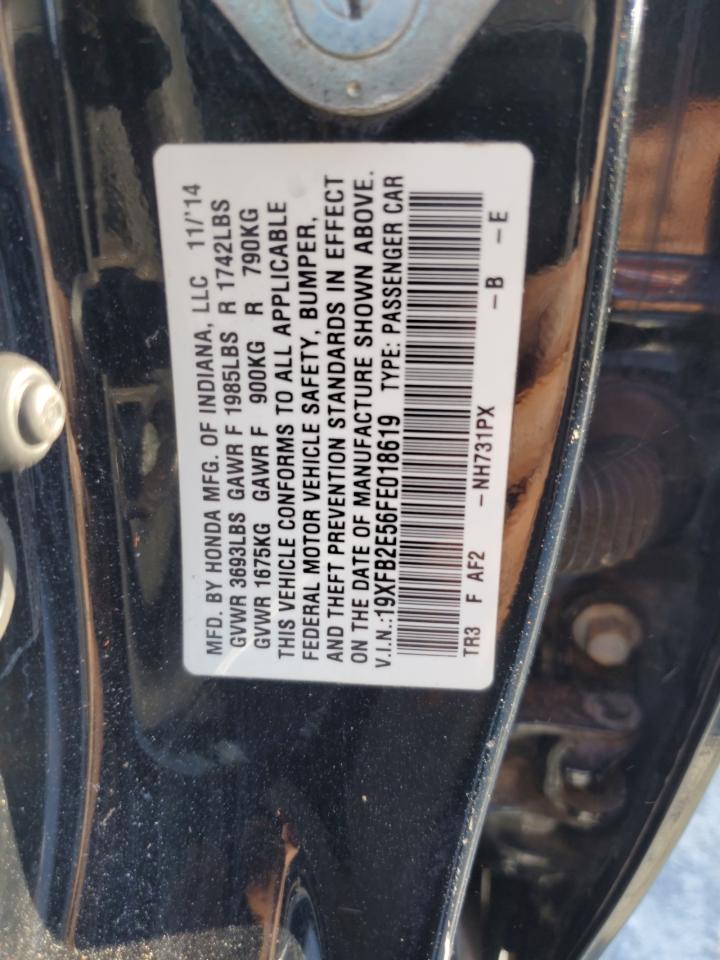 MFD. BY HONDA MFG. OF INDIANA, LLC 11/'14
GVWR 3693LBS GAWR F 1985LBS R 1742LBS
GVWR 1675KG GAWR F 900KG R 790KG
THIS VEHICLE CONFORMS TO ALL APPLICABLE
FEDERAL MOTOR VEHICLE SAFETY, BUMPER,
AND THEFT PREVENTION STANDARDS IN EFFECT
ON THE DATE OF MANUFACTURE SHOWN ABOVE.
V.I.N.:19XFB2E56FE018619 TYPE: PASSENGER CAR
TR3 F AF2 -NH731PX -B -E